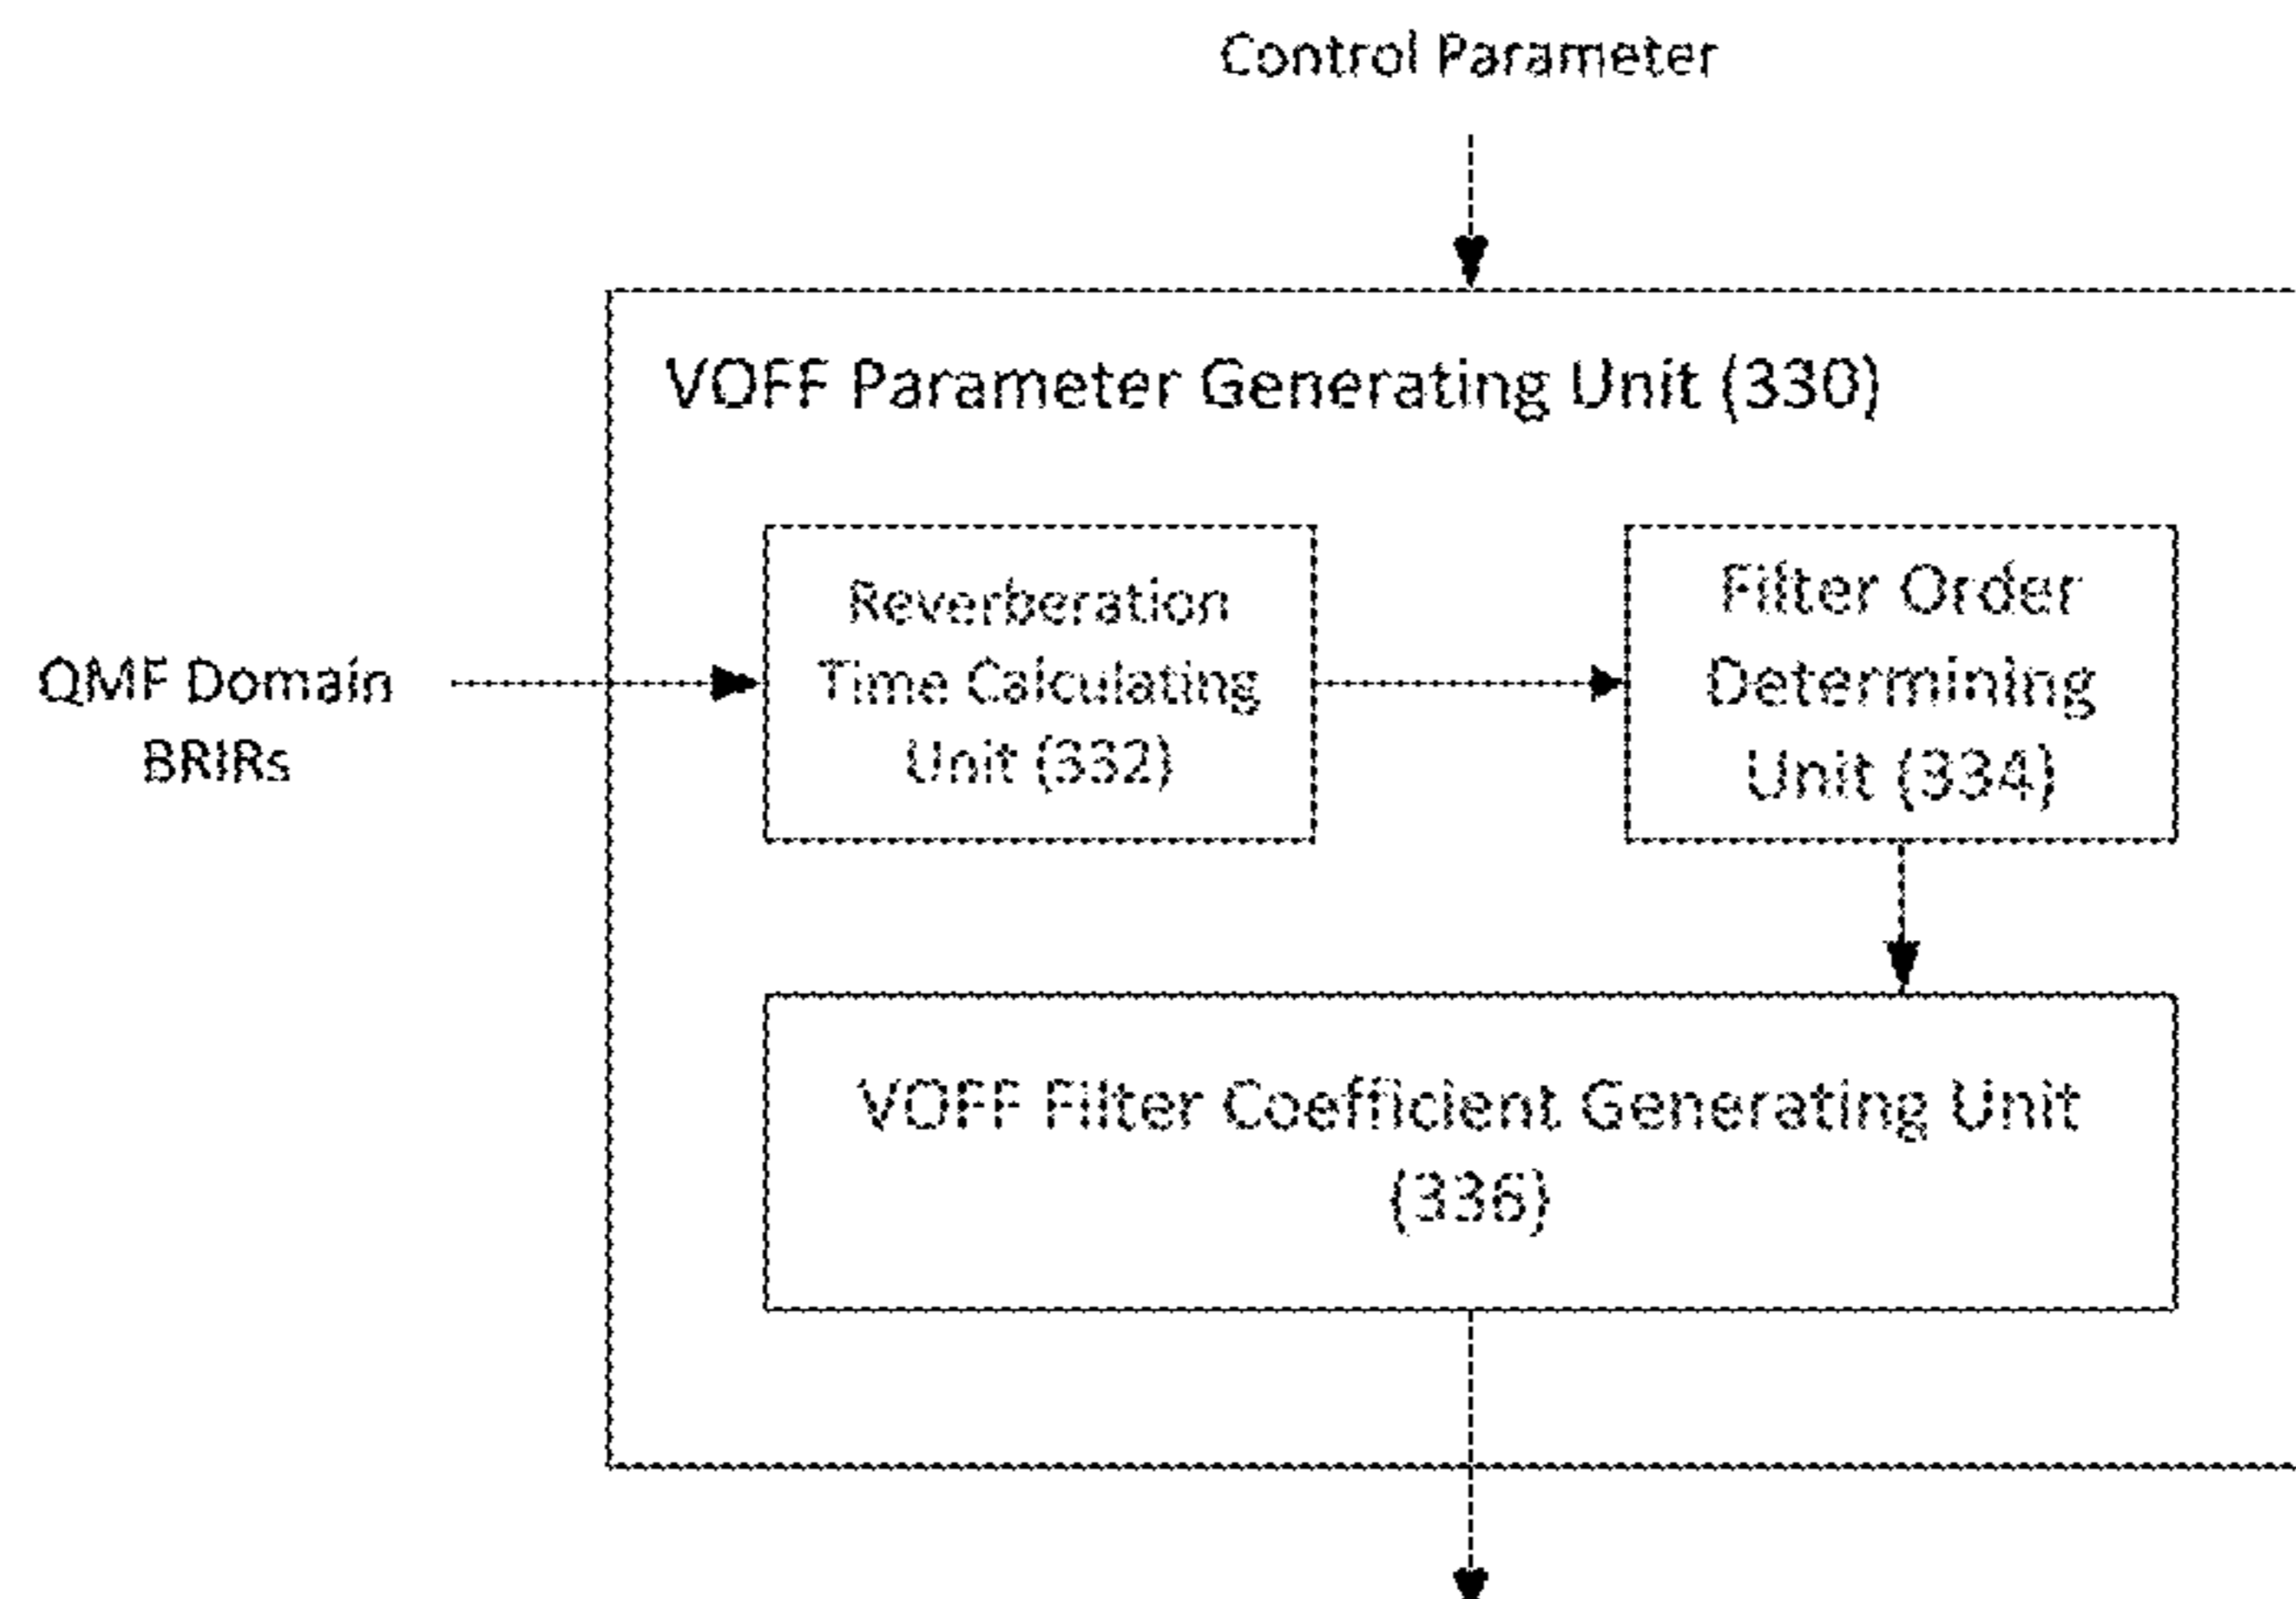 Control Parameter
VOFF Parameter Generating Unit (330)
QMF Domain
BRIRs
Reverberation
Time Calculating
Unit (332)
Filter Order
Determining
Unit (334)
VOFF Filter Coefficient Generating Unit
(336)